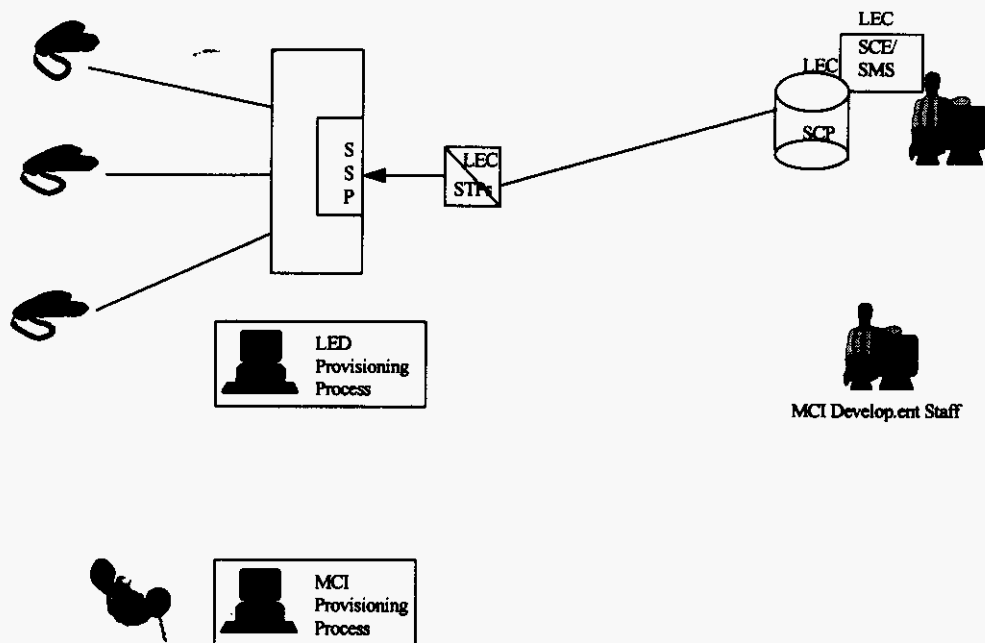 LEC
SCE/
SMS
LEC
SCP
S
S
P
LEC
STPs
LED
Provisioning
Process
MCI Develop.ent Staff
MCI
Provisioning
Process